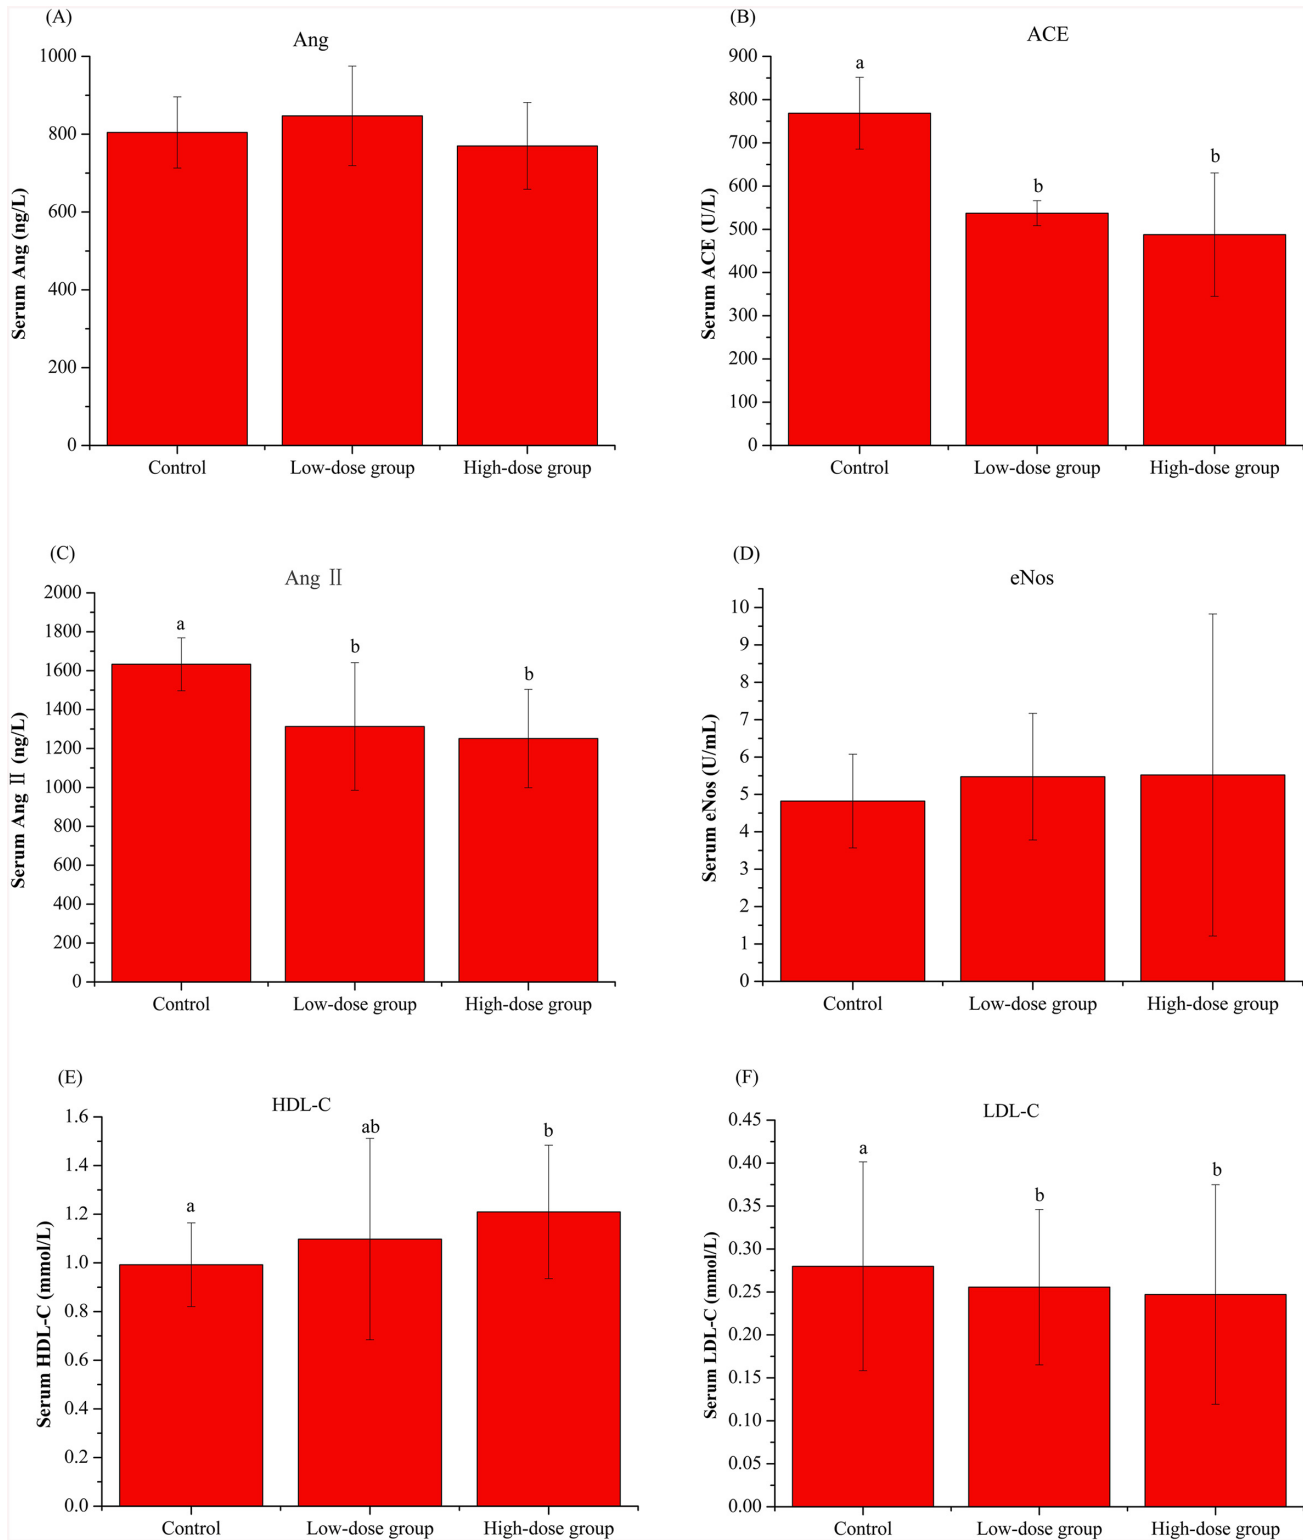 (A)
Ang
1000
800
600
400
200
0
Serum Ang (ng/L)
Control
Low-dose group
High-dose group
(B)
ACE
900
800
700
600
500
400
300
200
100
0
Serum ACE (U/L)
a
b
b
Control
Low-dose group
High-dose group
(C)
Ang Ⅱ
2000
1800
1600
1400
1200
1000
800
600
400
200
0
Serum Ang Ⅱ (ng/L)
a
b
b
Control
Low-dose group
High-dose group
(D)
eNos
10
9
8
7
6
5
4
3
2
1
0
Serum eNos (U/mL)
Control
Low-dose group
High-dose group
(E)
HDL-C
1.6
1.4
1.2
1.0
0.8
0.6
0.4
0.2
0.0
Serum HDL-C (mmol/L)
a
ab
b
Control
Low-dose group
High-dose group
(F)
LDL-C
0.45
0.40
0.35
0.30
0.25
0.20
0.15
0.10
0.05
0.00
Serum LDL-C (mmol/L)
a
b
b
Control
Low-dose group
High-dose group